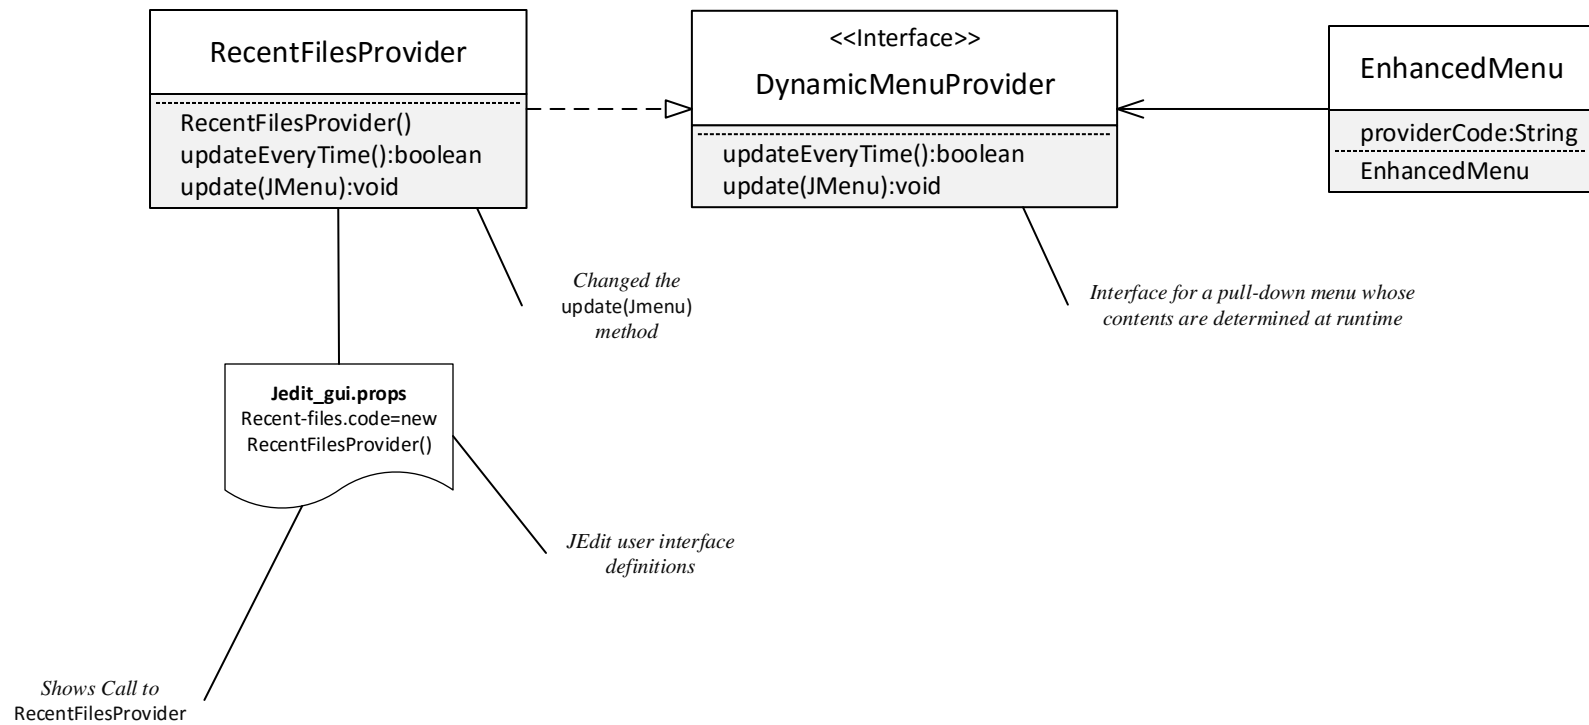 RecentFilesProvider
RecentFilesProvider()
updateEveryTime():boolean
update(JMenu):void
<<Interface>>
DynamicMenuProvider
updateEveryTime():boolean
update(JMenu):void
EnhancedMenu
providerCode:String
EnhancedMenu
Changed the
update(Jmenu)
method
Interface for a pull-down menu whose
contents are determined at runtime
Jedit_gui.props
Recent-files.code=new
RecentFilesProvider()
JEdit user interface
definitions
Shows Call to
RecentFilesProvider